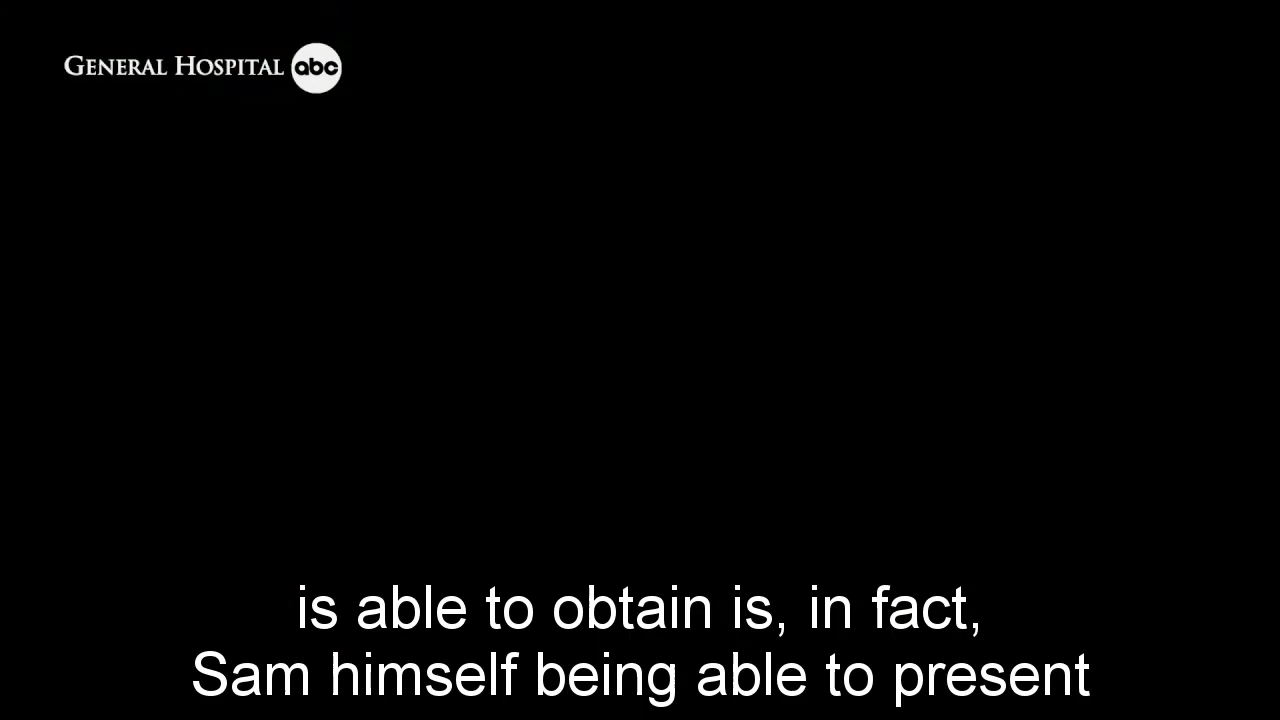 GENERAL HOSPITAL abc
is able to obtain is, in fact,
Sam himself being able to present